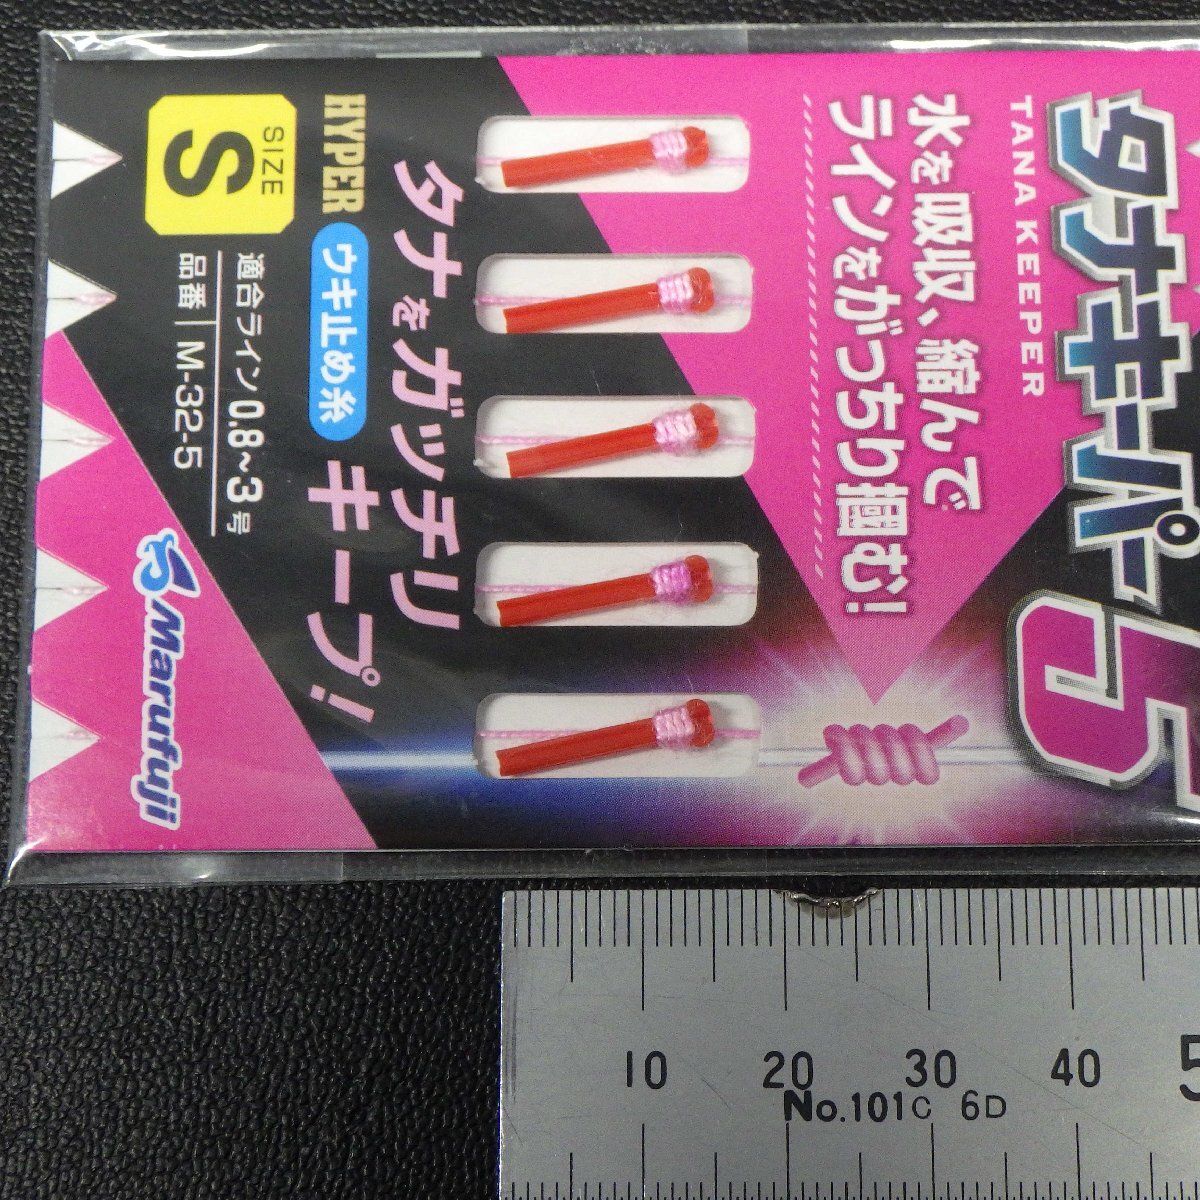 タナキーパー5
TANA KEEPER
水を吸収、縮んで
ラインをがっちり掴む!
タナをガッチリ
HYPER ウキ止め糸 キープ!
SIZE
S
適合ライン 0.8~3号
品番 M-32-5
Marufuji
10 20 30 40 5
No.101C 6D